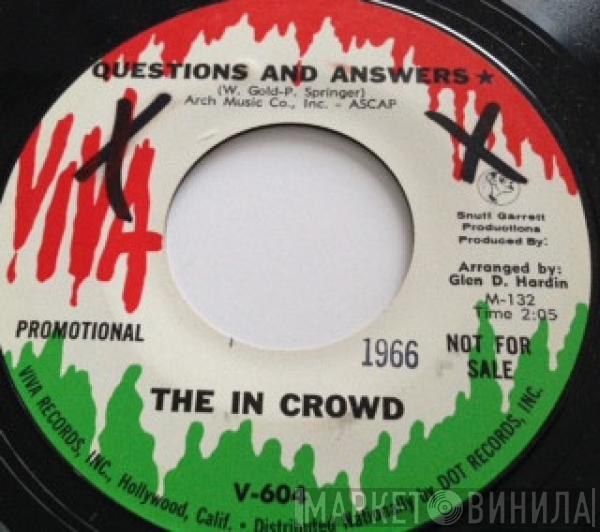 QUESTIONS AND ANSWERS★
(W. Gold-P. Springer)
Arch Music Co., Inc. - ASCAP
VIVA
Snuff Garrett
Productions
Produced By:
Arranged by:
Glen D. Hardin
M-132
Time 2:05
PROMOTIONAL
1966
NOT FOR
SALE
THE IN CROWD
V-604
VIVA RECORDS, INC., Hollywood, Calif. • Distributed Nationally by DOT RECORDS, INC.
МАРКЕТ ВИНИЛА